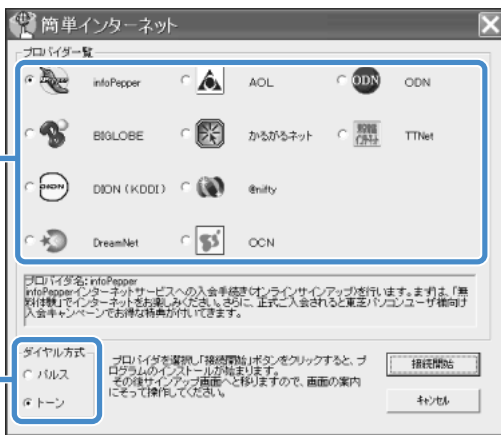 簡単インターネット
プロバイダー覧
infoPepper
AOL
ODN
ODN
BIGLOBE
かるがるネット
TTNet
DION
DION (KDDI)
@nifty
DreamNet
OCN
プロバイダ名: infoPepper
infoPepperインターネットサービスへの入会手続き(オンラインサインアップ)を行います。まずは、「無
料体験」でインターネットをお楽しみください。さらに、正式ご入会されると東芝パソコンユーザ様向け
入会キャンペーンでお得な特典が付いてきます。
ダイヤル方式
パルス
トーン
プロバイダを選択し「接続開始」ボタンをクリックすると、プ
ログラムのインストールが始まります。
その後サインアップ画面へと移りますので、画面の案内
にそって操作してください。
接続開始
キャンセル